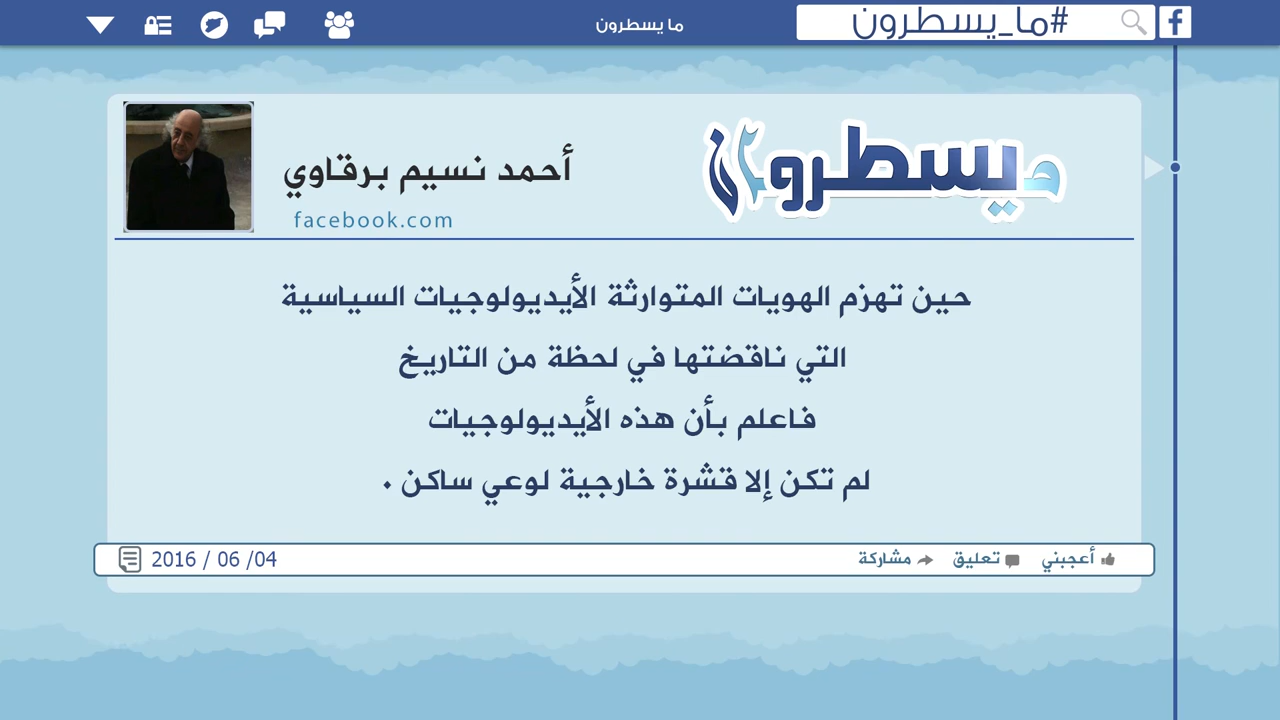 #ما_يسطرون
ما يسطرون
ما يسطرون ٢
أحمد نسيم برقاوي
facebook.com
حين تهزم الهويات المتوارثة الأيديولوجيات السياسية
التي ناقضتها في لحظة من التاريخ
فاعلم بأن هذه الأيديولوجيات
لم تكن إلا قشرة خارجية لوعي ساكن .
أعجبني تعليق مشاركة
2016 / 06 /04